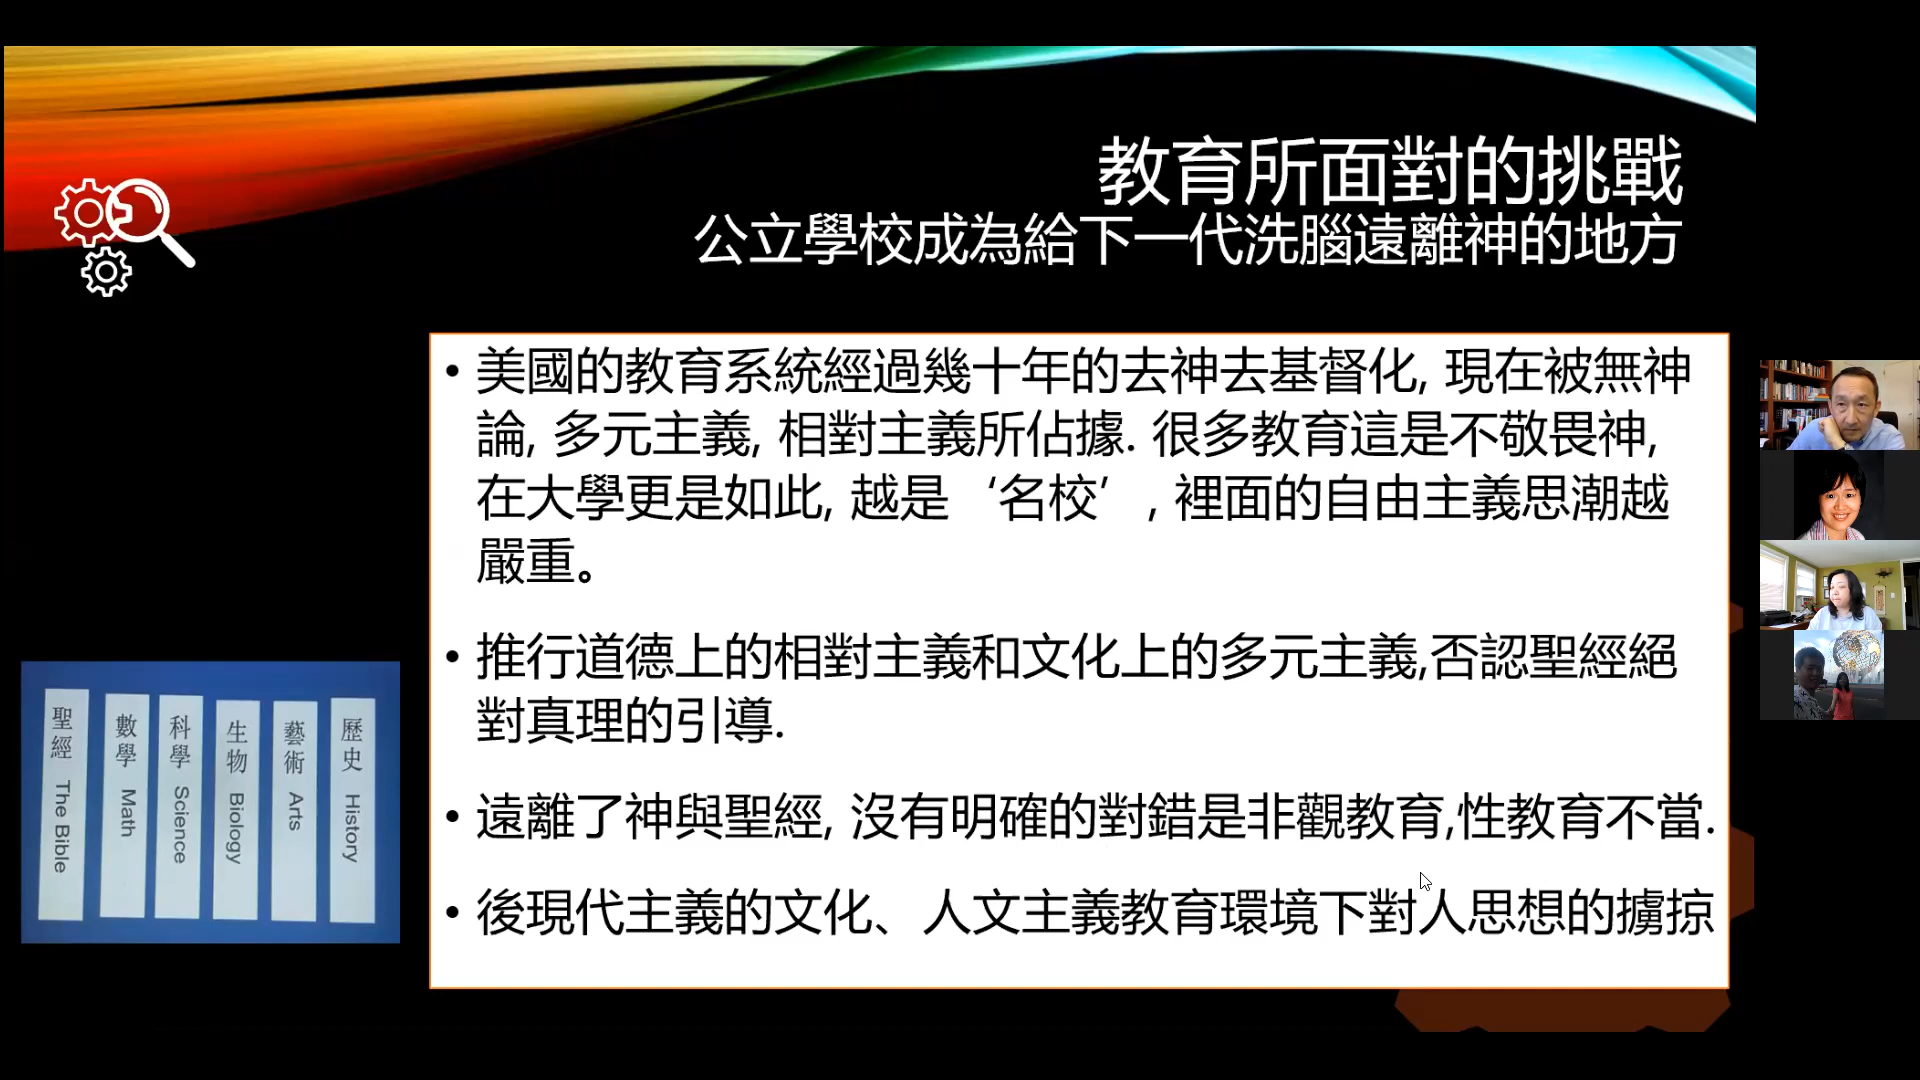 教育所面對的挑戰
公立學校成為給下一代洗腦遠離神的地方
• 美國的教育系統經過幾十年的去神去基督化, 現在被無神
論, 多元主義, 相對主義所佔據. 很多教育這是不敬畏神,
在大學更是如此, 越是‘名校’, 裡面的自由主義思潮越
嚴重。
• 推行道德上的相對主義和文化上的多元主義,否認聖經絕
對真理的引導.
• 遠離了神與聖經, 沒有明確的對錯是非觀教育,性教育不當.
• 後現代主義的文化、人文主義教育環境下對人思想的擄掠
聖經 The Bible
數學 Math
科學 Science
生物 Biology
藝術 Arts
歷史 History